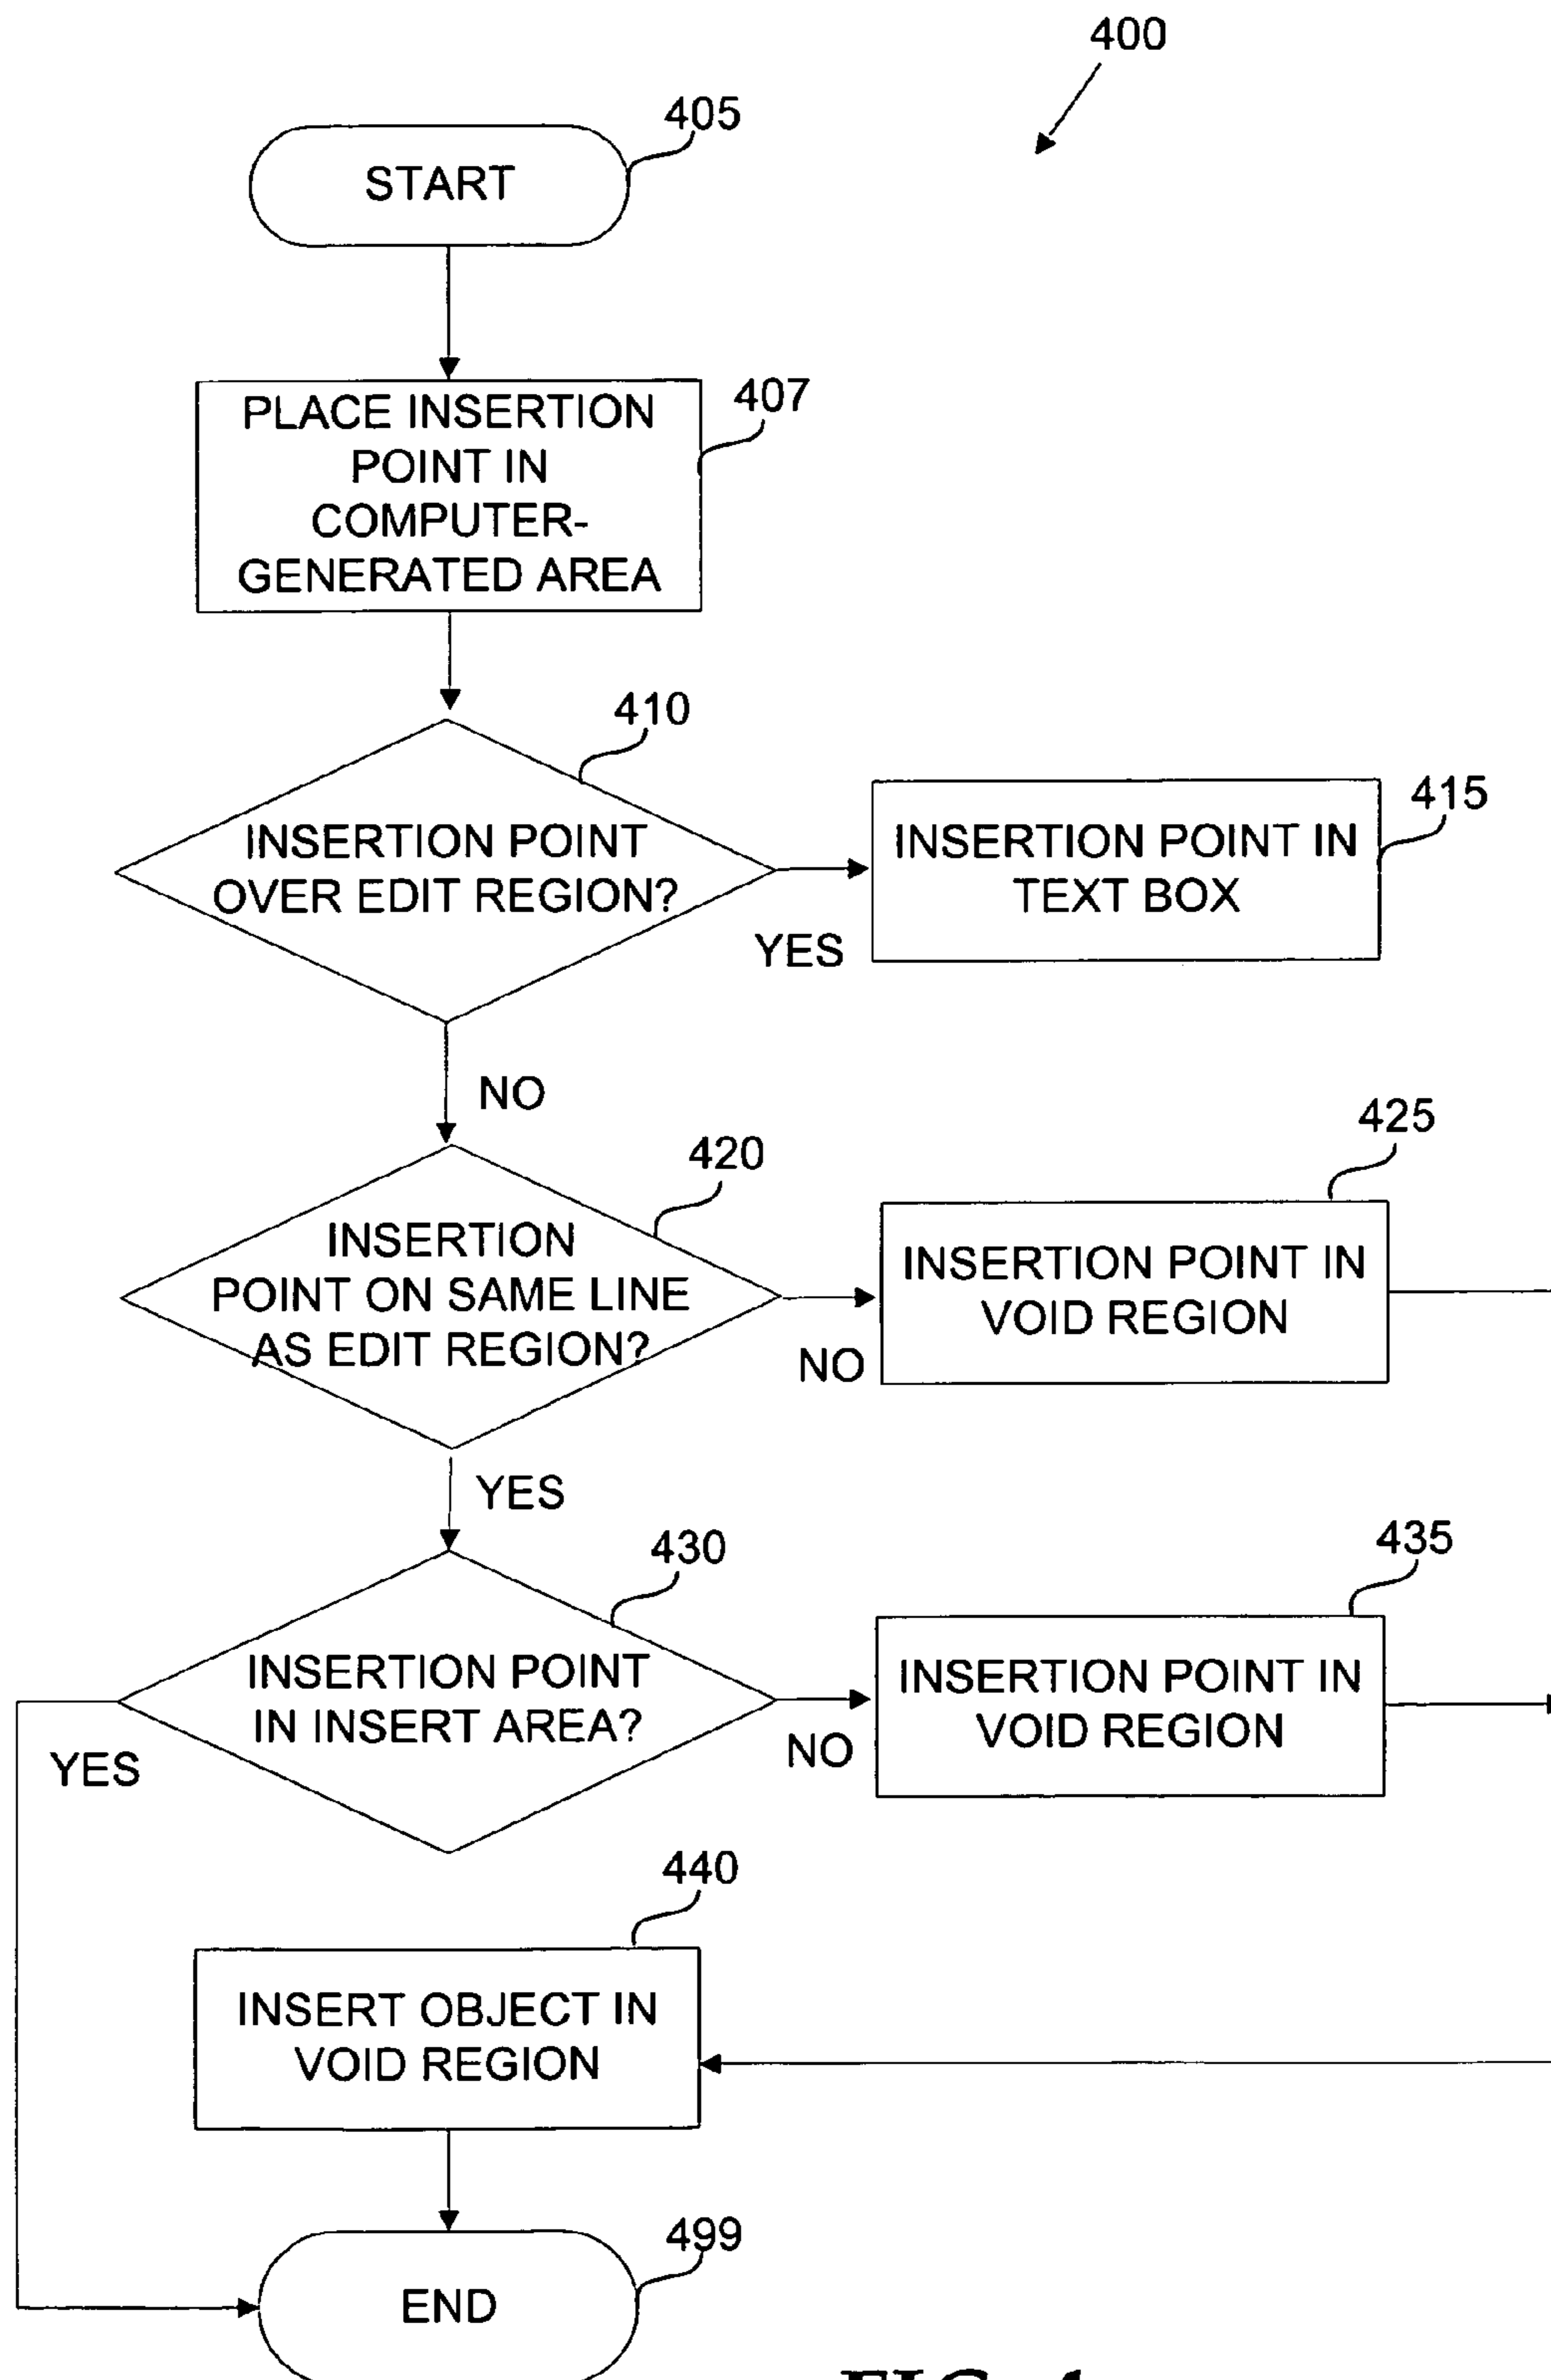 400
405
START
407
PLACE INSERTION
POINT IN
COMPUTER-
GENERATED AREA
410
INSERTION POINT
OVER EDIT REGION?
YES
415
INSERTION POINT IN
TEXT BOX
NO
420
INSERTION
POINT ON SAME LINE
AS EDIT REGION?
NO
425
INSERTION POINT IN
VOID REGION
YES
430
INSERTION POINT
IN INSERT AREA?
YES
NO
435
INSERTION POINT IN
VOID REGION
440
INSERT OBJECT IN
VOID REGION
499
END